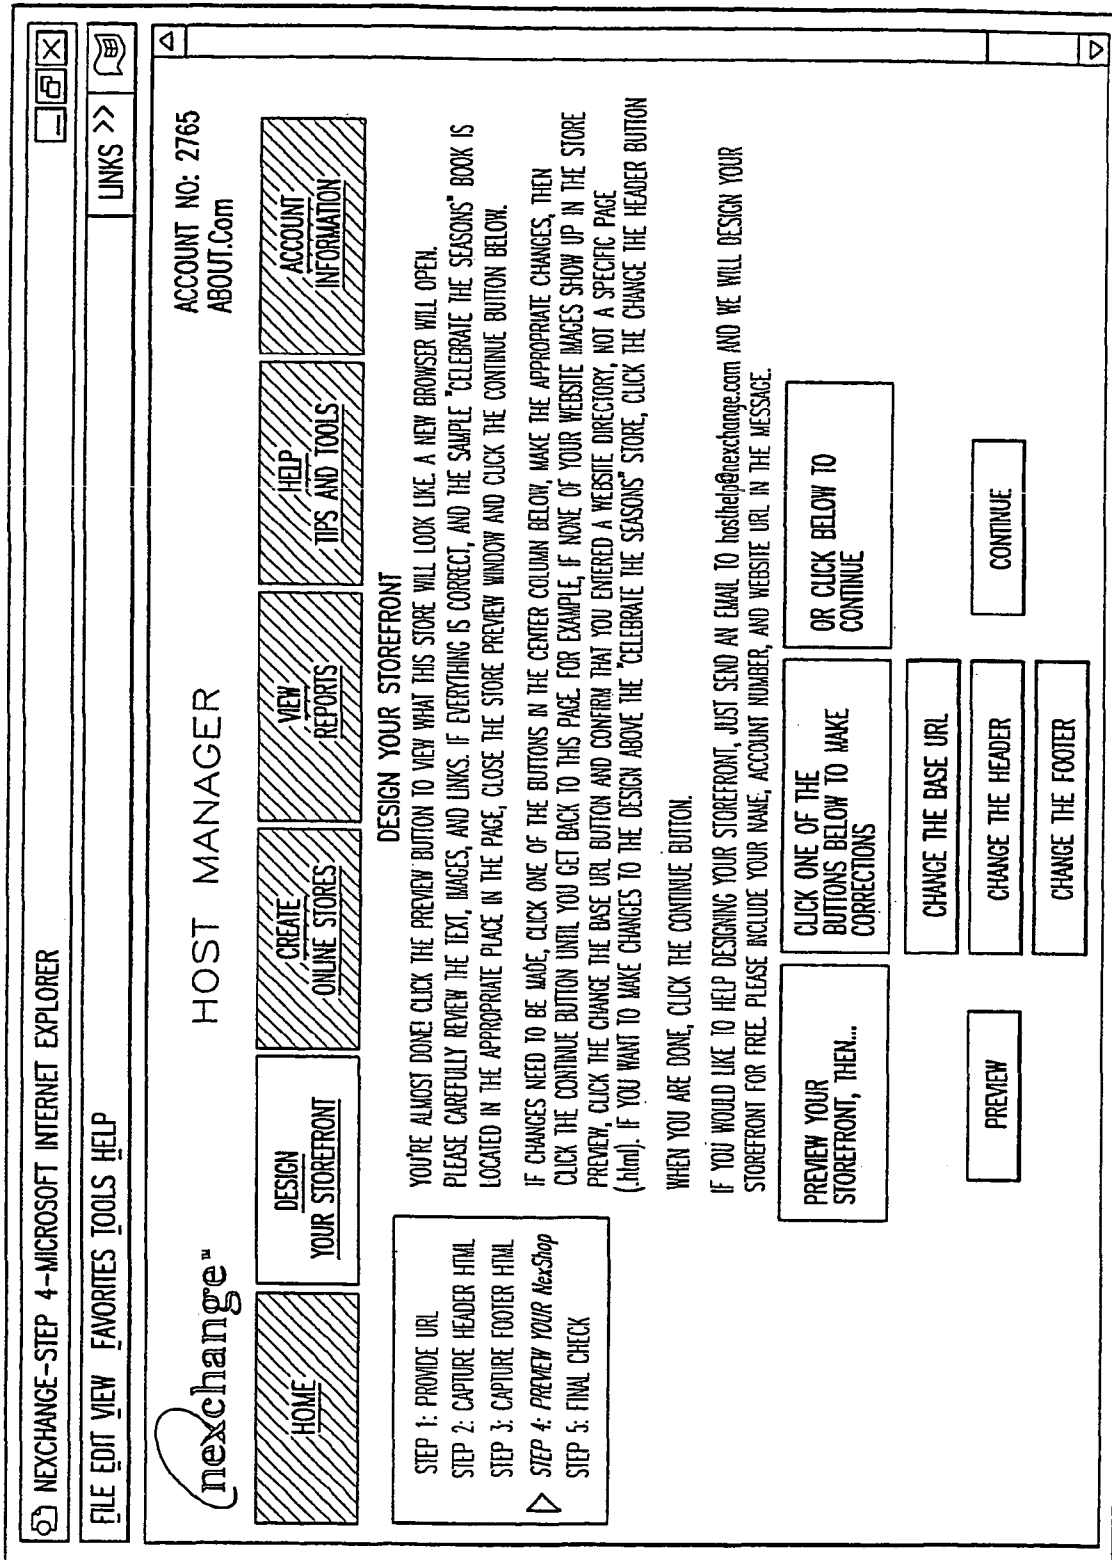 NEXCHANGE-STEP 4-MICROSOFT INTERNET EXPLORER
FILE EDIT VIEW FAVORITES TOOLS HELP
LINKS >>
nexchange™
HOST MANAGER
ACCOUNT NO: 2765
ABOUT.Com
HOME
DESIGN
YOUR STOREFRONT
CREATE
ONLINE STORES
VIEW
REPORTS
HELP
TIPS AND TOOLS
ACCOUNT
INFORMATION
STEP 1: PROVIDE URL
STEP 2: CAPTURE HEADER HTML
STEP 3: CAPTURE FOOTER HTML
STEP 4: PREVIEW YOUR NexShop
STEP 5: FINAL CHECK
DESIGN YOUR STOREFRONT
YOU'RE ALMOST DONE! CLICK THE PREVIEW BUTTON TO VIEW WHAT THIS STORE WILL LOOK LIKE. A NEW BROWSER WILL OPEN.
PLEASE CAREFULLY REVIEW THE TEXT, IMAGES, AND LINKS. IF EVERYTHING IS CORRECT, AND THE SAMPLE "CELEBRATE THE SEASONS" BOOK IS
LOCATED IN THE APPROPRIATE PLACE IN THE PAGE, CLOSE THE STORE PREVIEW WINDOW AND CLICK THE CONTINUE BUTTON BELOW.
IF CHANGES NEED TO BE MADE, CLICK ONE OF THE BUTTONS IN THE CENTER COLUMN BELOW, MAKE THE APPROPRIATE CHANGES, THEN
CLICK THE CONTINUE BUTTON UNTIL YOU GET BACK TO THIS PAGE. FOR EXAMPLE, IF NONE OF YOUR WEBSITE IMAGES SHOW UP IN THE STORE
PREVIEW, CLICK THE CHANGE THE BASE URL BUTTON AND CONFIRM THAT YOU ENTERED A WEBSITE DIRECTORY, NOT A SPECIFIC PAGE
(.html). IF YOU WANT TO MAKE CHANGES TO THE DESIGN ABOVE THE "CELEBRATE THE SEASONS" STORE, CLICK THE CHANGE THE HEADER BUTTON
WHEN YOU ARE DONE, CLICK THE CONTINUE BUTTON.
IF YOU WOULD LIKE TO HELP DESIGNING YOUR STOREFRONT, JUST SEND AN EMAIL TO hosthelp@nexchange.com AND WE WILL DESIGN YOUR
STOREFRONT FOR FREE. PLEASE INCLUDE YOUR NAME, ACCOUNT NUMBER, AND WEBSITE URL IN THE MESSAGE.
PREVIEW YOUR
STOREFRONT, THEN...
CLICK ONE OF THE
BUTTONS BELOW TO MAKE
CORRECTIONS
OR CLICK BELOW TO
CONTINUE
PREVIEW
CHANGE THE BASE URL
CHANGE THE HEADER
CHANGE THE FOOTER
CONTINUE